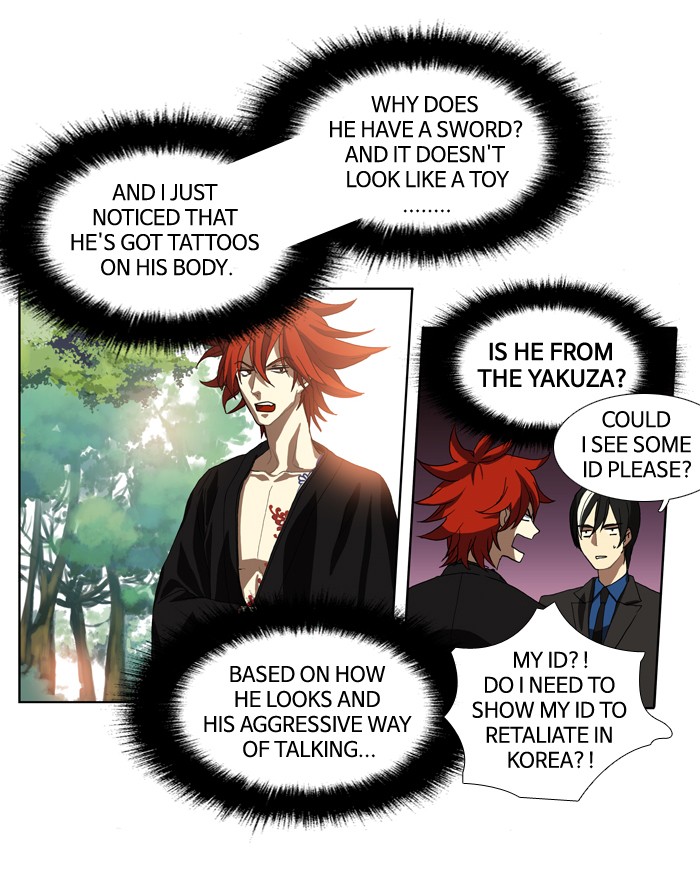 WHY DOES
HE HAVE A SWORD?
AND IT DOESN'T
LOOK LIKE A TOY
........
AND I JUST
NOTICED THAT
HE'S GOT TATTOOS
ON HIS BODY.
BASED ON HOW
HE LOOKS AND
HIS AGGRESSIVE WAY
OF TALKING...
IS HE FROM
THE YAKUZA?
COULD
I SEE SOME
ID PLEASE?
MY ID?!
DO I NEED TO
SHOW MY ID TO
RETALIATE IN
KOREA?!